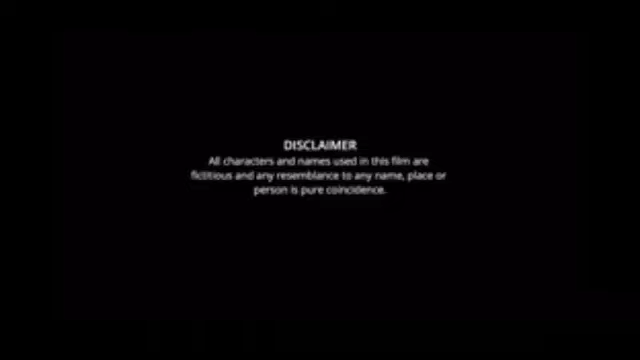 DISCLAIMER
All characters and names used in this film are
fictitious and any resemblance to any name, place or
person is pure coincidence.